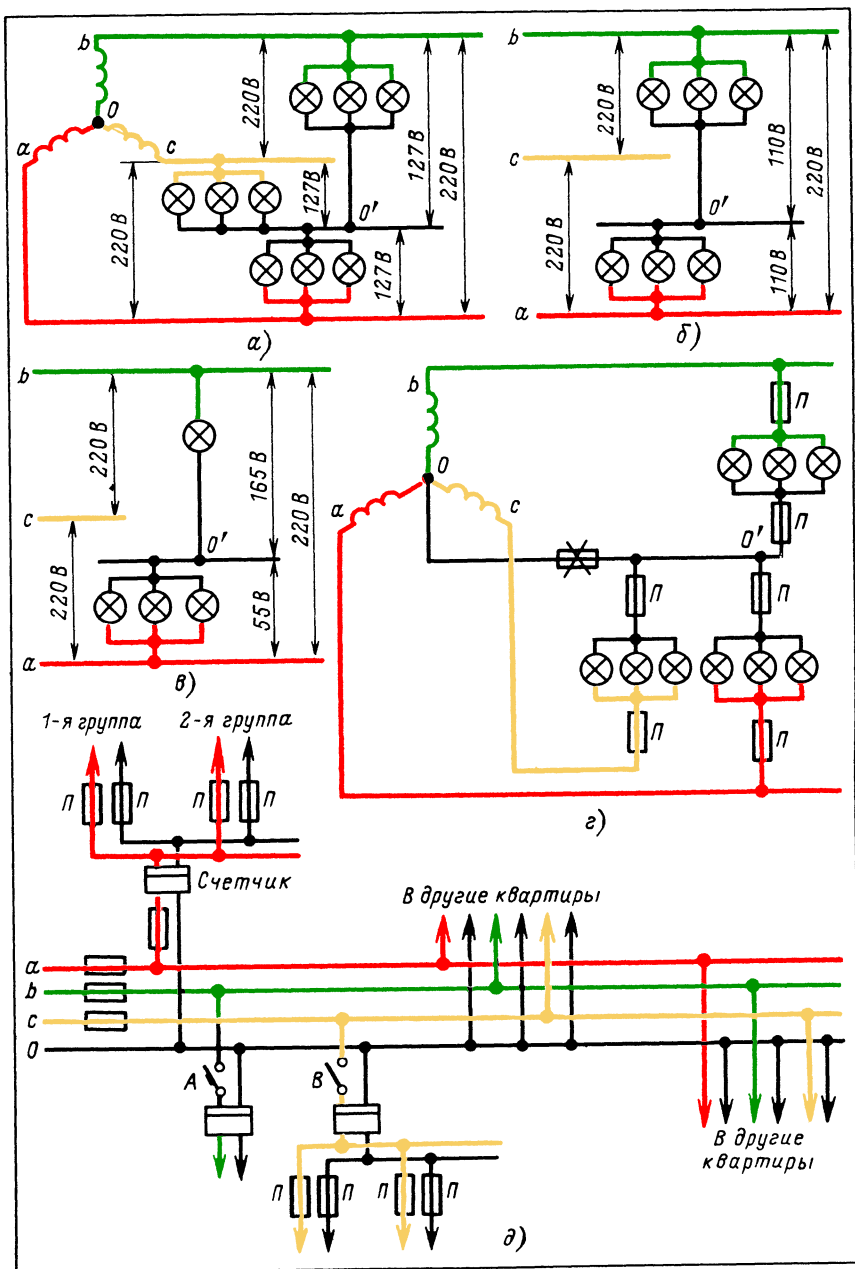 b
O
a
c
220 В
220 В
127 В
127 В
220 В
127 В
O'
а)
b
c
a
220 В
220 В
110 В
110 В
220 В
O'
б)
b
c
a
220 В
220 В
165 В
55 В
220 В
O'
в)
b
O
a
c
O'
П
П
П
П
П
П
г)
1-я группа
2-я группа
П
П
П
П
Счетчик
В другие квартиры
a
b
c
0
A
B
В другие
квартиры
П
П
П
П
д)